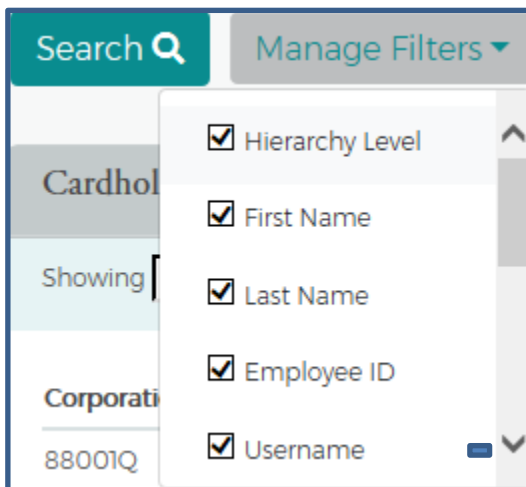 Search Manage Filters
Hierarchy Level
Cardhol
First Name
Showing
Last Name
Employee ID
Corporati
Username
88001Q